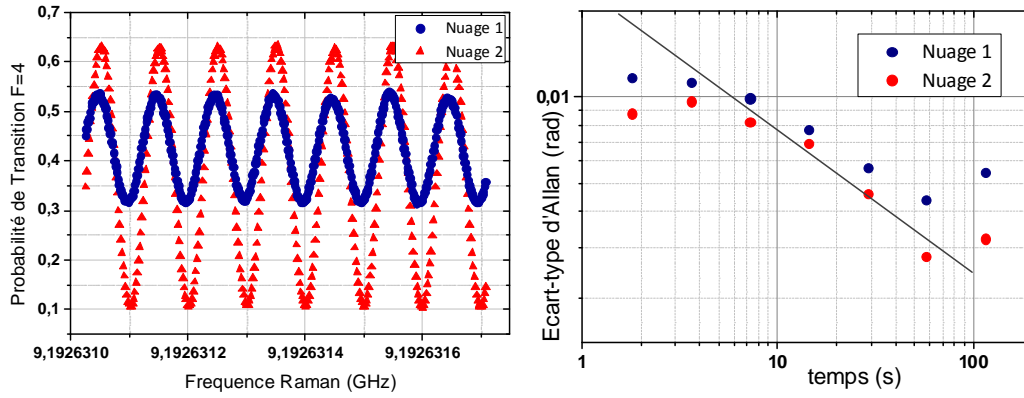 Probabilité de Transition F=4
0,7
0,6
0,5
0,4
0,3
0,2
0,1
9,1926310
9,1926312
9,1926314
9,1926316
Frequence Raman (GHz)
Nuage 1
Nuage 2
Ecart-type d'Allan (rad)
0,01
1
10
100
temps (s)
Nuage 1
Nuage 2